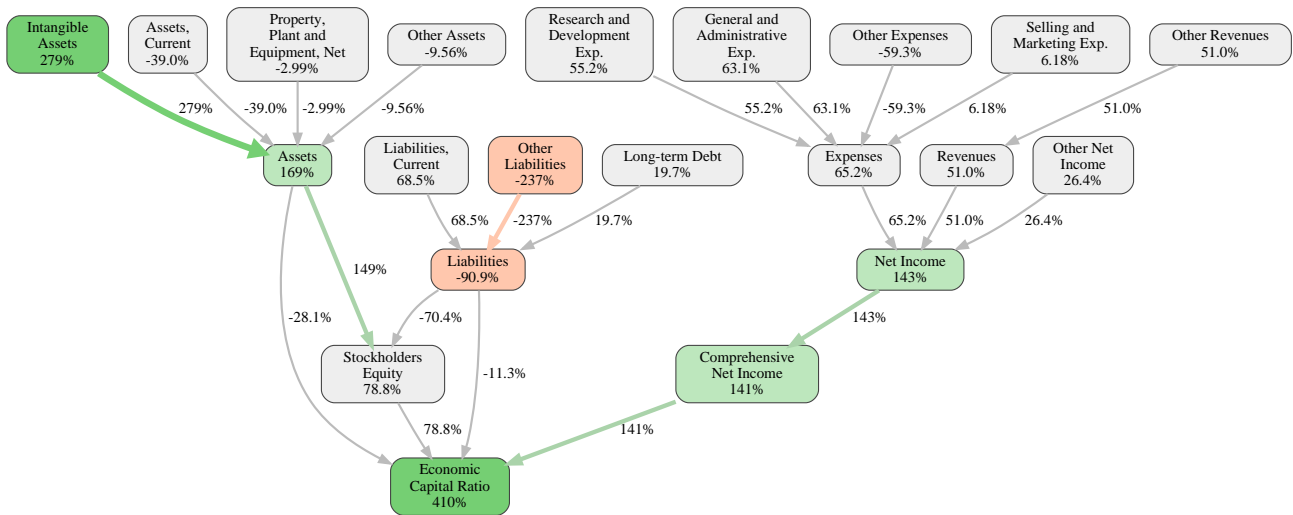 Intangible
Assets
279%
Assets,
Current
-39.0%
Property,
Plant and
Equipment, Net
-2.99%
Other Assets
-9.56%
Research and
Development
Exp.
55.2%
General and
Administrative
Exp.
63.1%
Other Expenses
-59.3%
Selling and
Marketing Exp.
6.18%
Other Revenues
51.0%
279%
-39.0%
-2.99%
-9.56%
55.2%
63.1%
-59.3%
6.18%
51.0%
Assets
169%
Liabilities,
Current
68.5%
Other
Liabilities
-237%
Long-term Debt
19.7%
Expenses
65.2%
Revenues
51.0%
Other Net
Income
26.4%
68.5%
-237%
19.7%
65.2%
51.0%
26.4%
149%
Liabilities
-90.9%
Net Income
143%
-28.1%
-70.4%
143%
Stockholders
Equity
78.8%
-11.3%
Comprehensive
Net Income
141%
78.8%
141%
Economic
Capital Ratio
410%